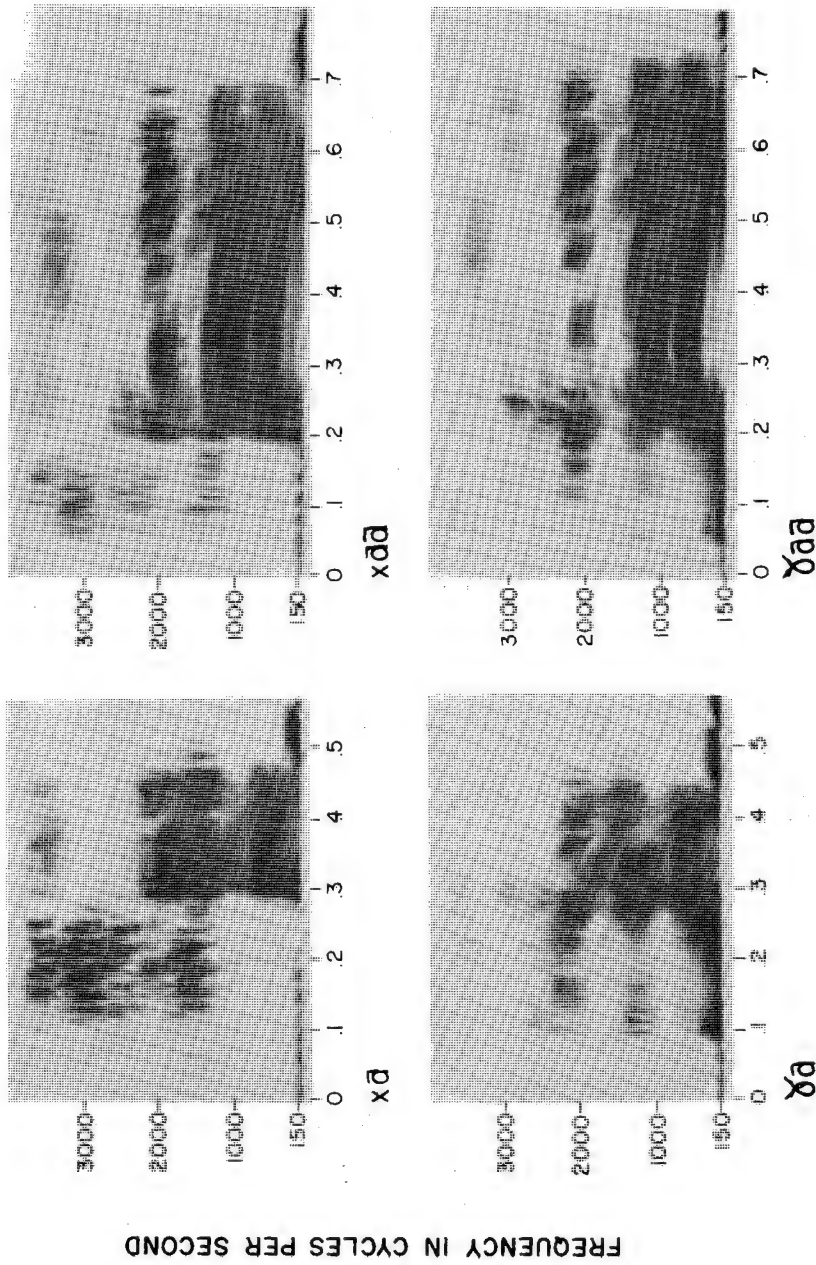 FREQUENCY IN CYCLES PER SECOND
3000
2000
1000
150
0 .1 .2 .3 .4 .5
xa
3000
2000
1000
150
0 .1 .2 .3 .4 .5 .6 .7
xaa
3000
2000
1000
150
0 .1 .2 .3 .4 .5
ɣa
3000
2000
1000
150
0 .1 .2 .3 .4 .5 .6 .7
ɣaa